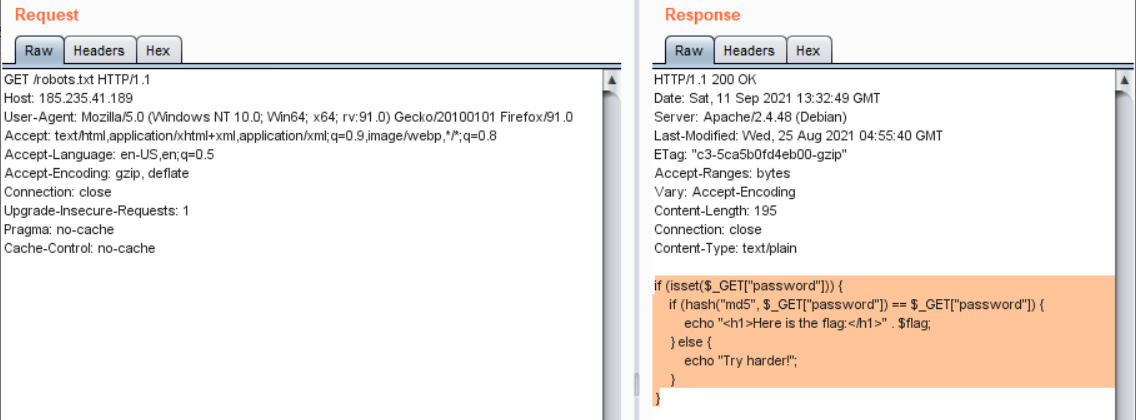 Request
Raw Headers Hex
GET /robots.txt HTTP/1.1
Host: 185.235.41.189
User-Agent: Mozilla/5.0 (Windows NT 10.0; Win64; x64; rv:91.0) Gecko/20100101 Firefox/91.0
Accept: text/html,application/xhtml+xml,application/xml;q=0.9,image/webp,*/*;q=0.8
Accept-Language: en-US,en;q=0.5
Accept-Encoding: gzip, deflate
Connection: close
Upgrade-Insecure-Requests: 1
Pragma: no-cache
Cache-Control: no-cache
Response
Raw Headers Hex
HTTP/1.1 200 OK
Date: Sat, 11 Sep 2021 13:32:49 GMT
Server: Apache/2.4.48 (Debian)
Last-Modified: Wed, 25 Aug 2021 04:55:40 GMT
ETag: "c3-5ca5b0fd4eb00-gzip"
Accept-Ranges: bytes
Vary: Accept-Encoding
Content-Length: 195
Connection: close
Content-Type: text/plain
if (isset($_GET["password"])) {
if (hash("md5", $_GET["password"]) == $_GET["password"]) {
echo "<h1>Here is the flag:</h1>" . $flag;
} else {
echo "Try harder!";
}
}